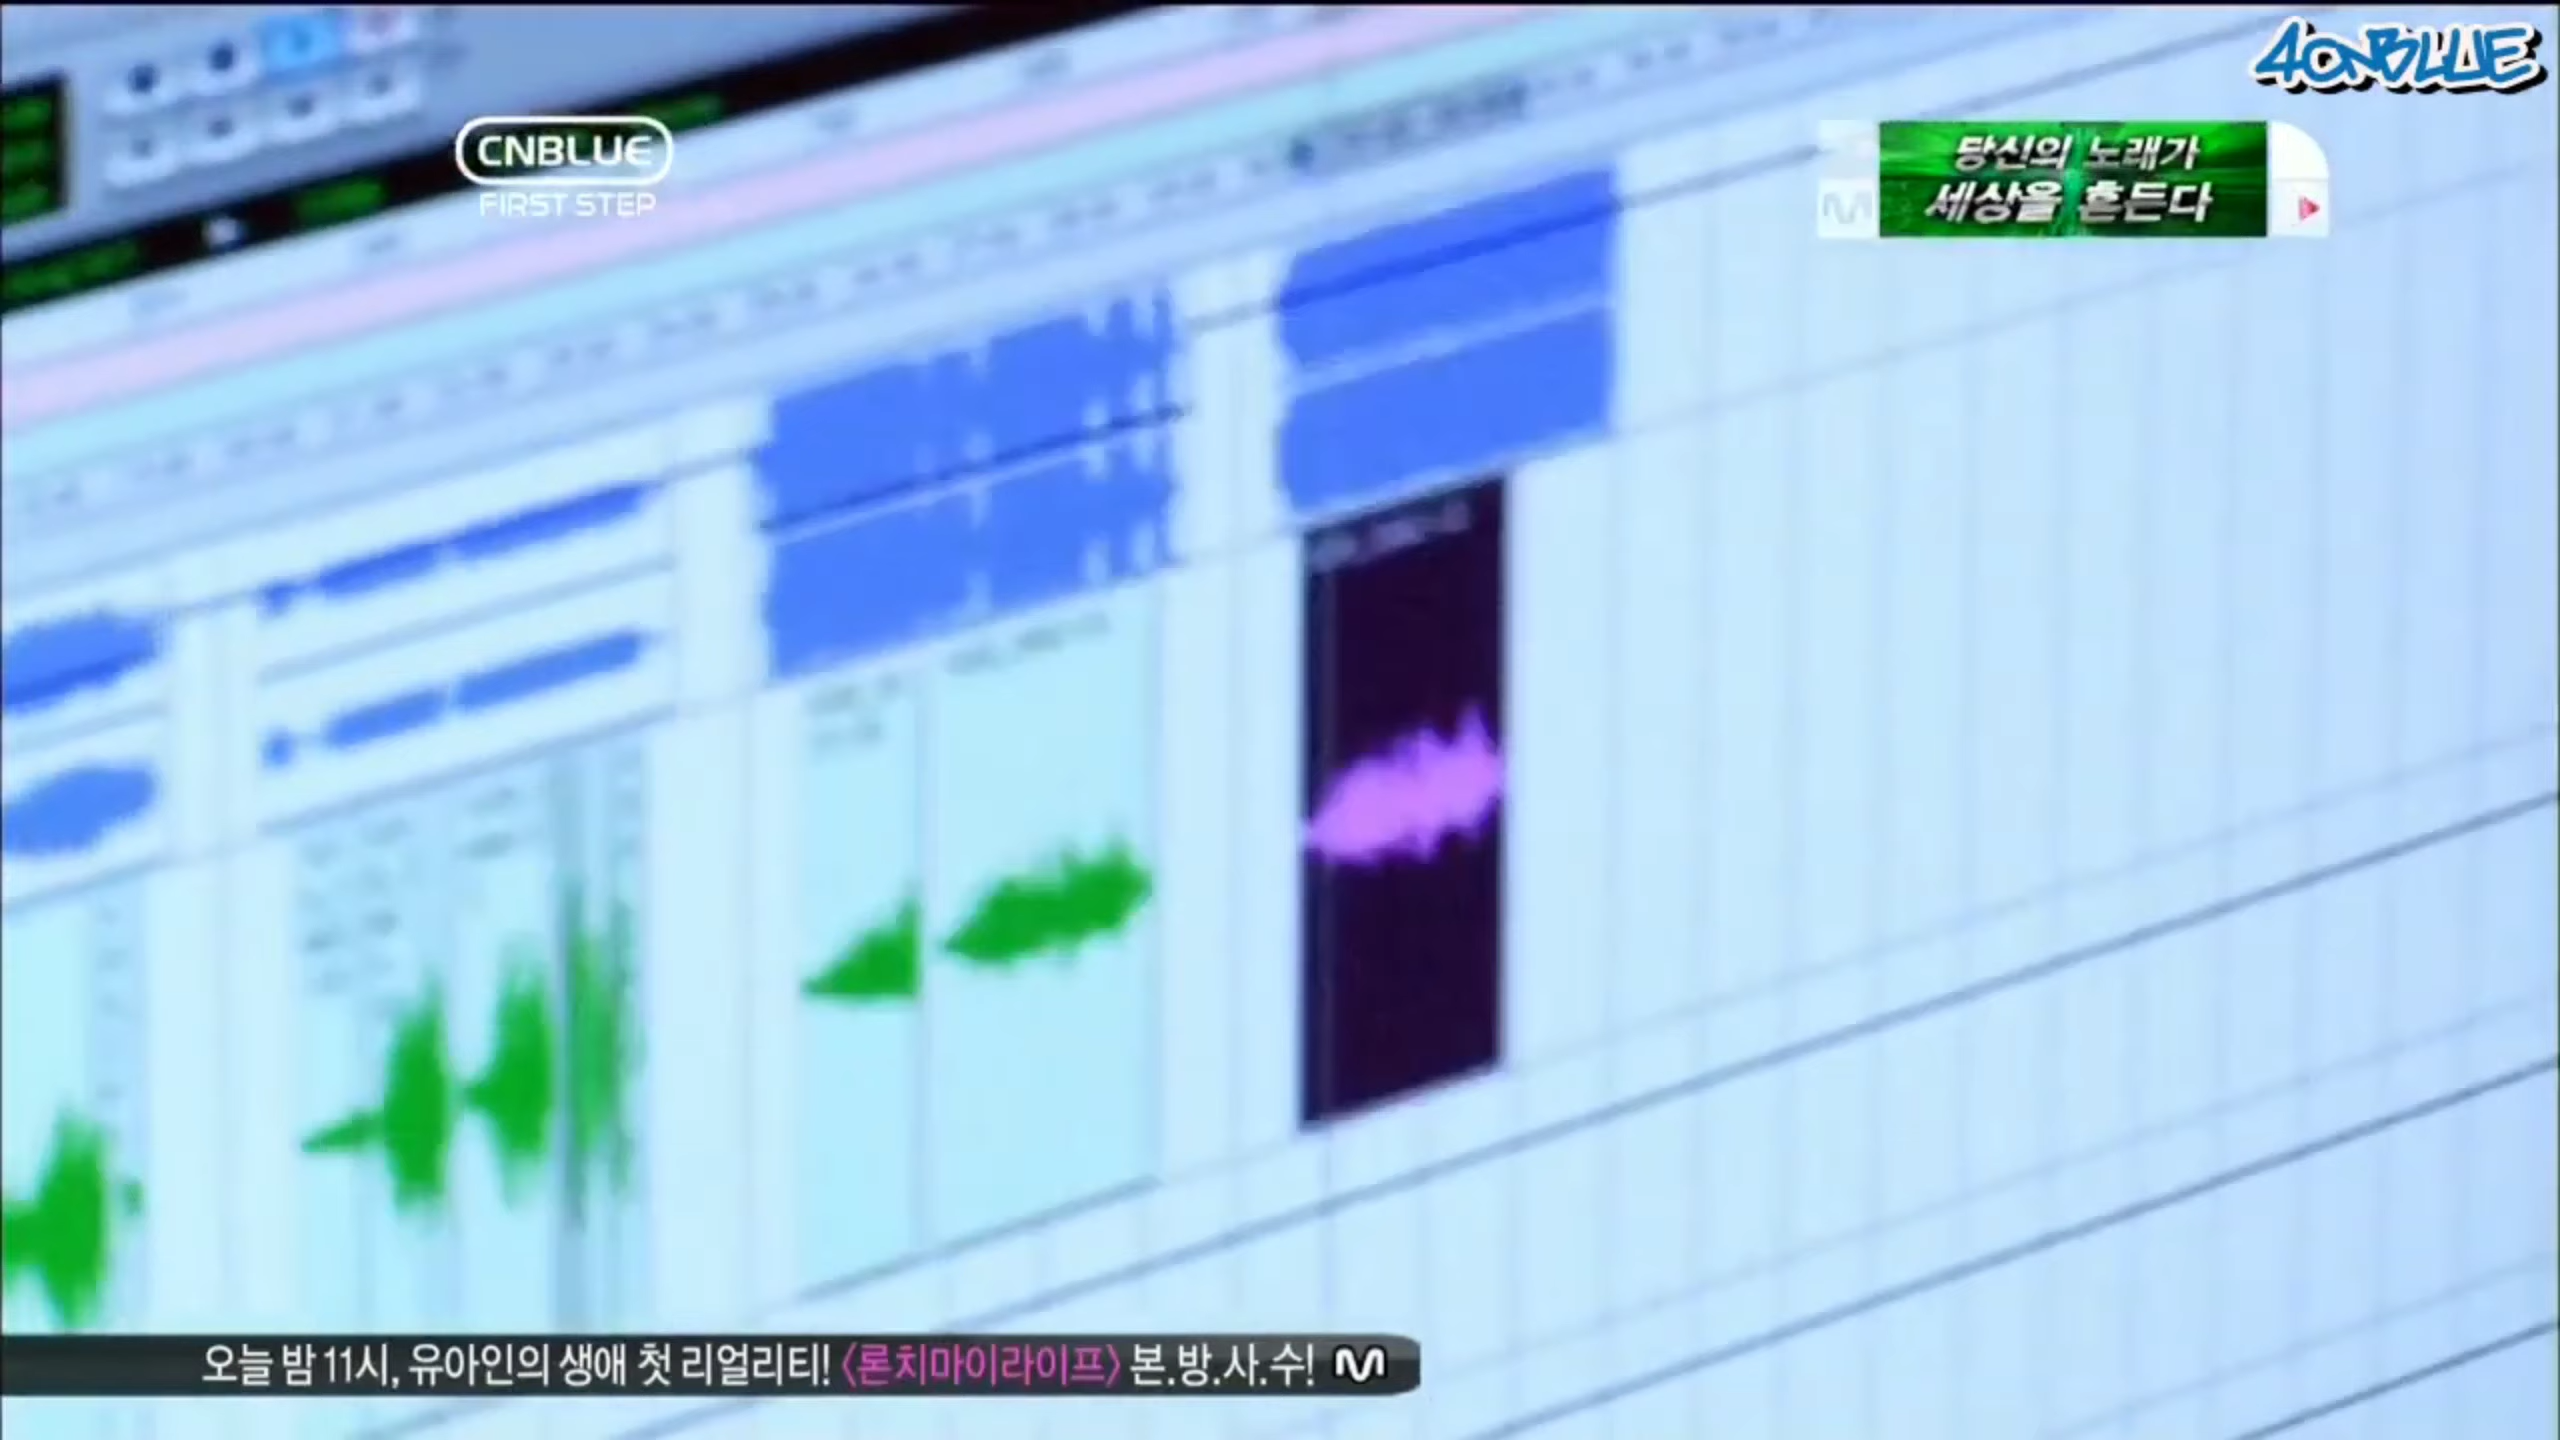 4ONBLUE
CNBLUE
FIRST STEP
당신의 노래가
세상을 흔든다
오늘 밤 11시, 유아인의 생애 첫 리얼리티! <론치마이라이프> 본.방.사.수!